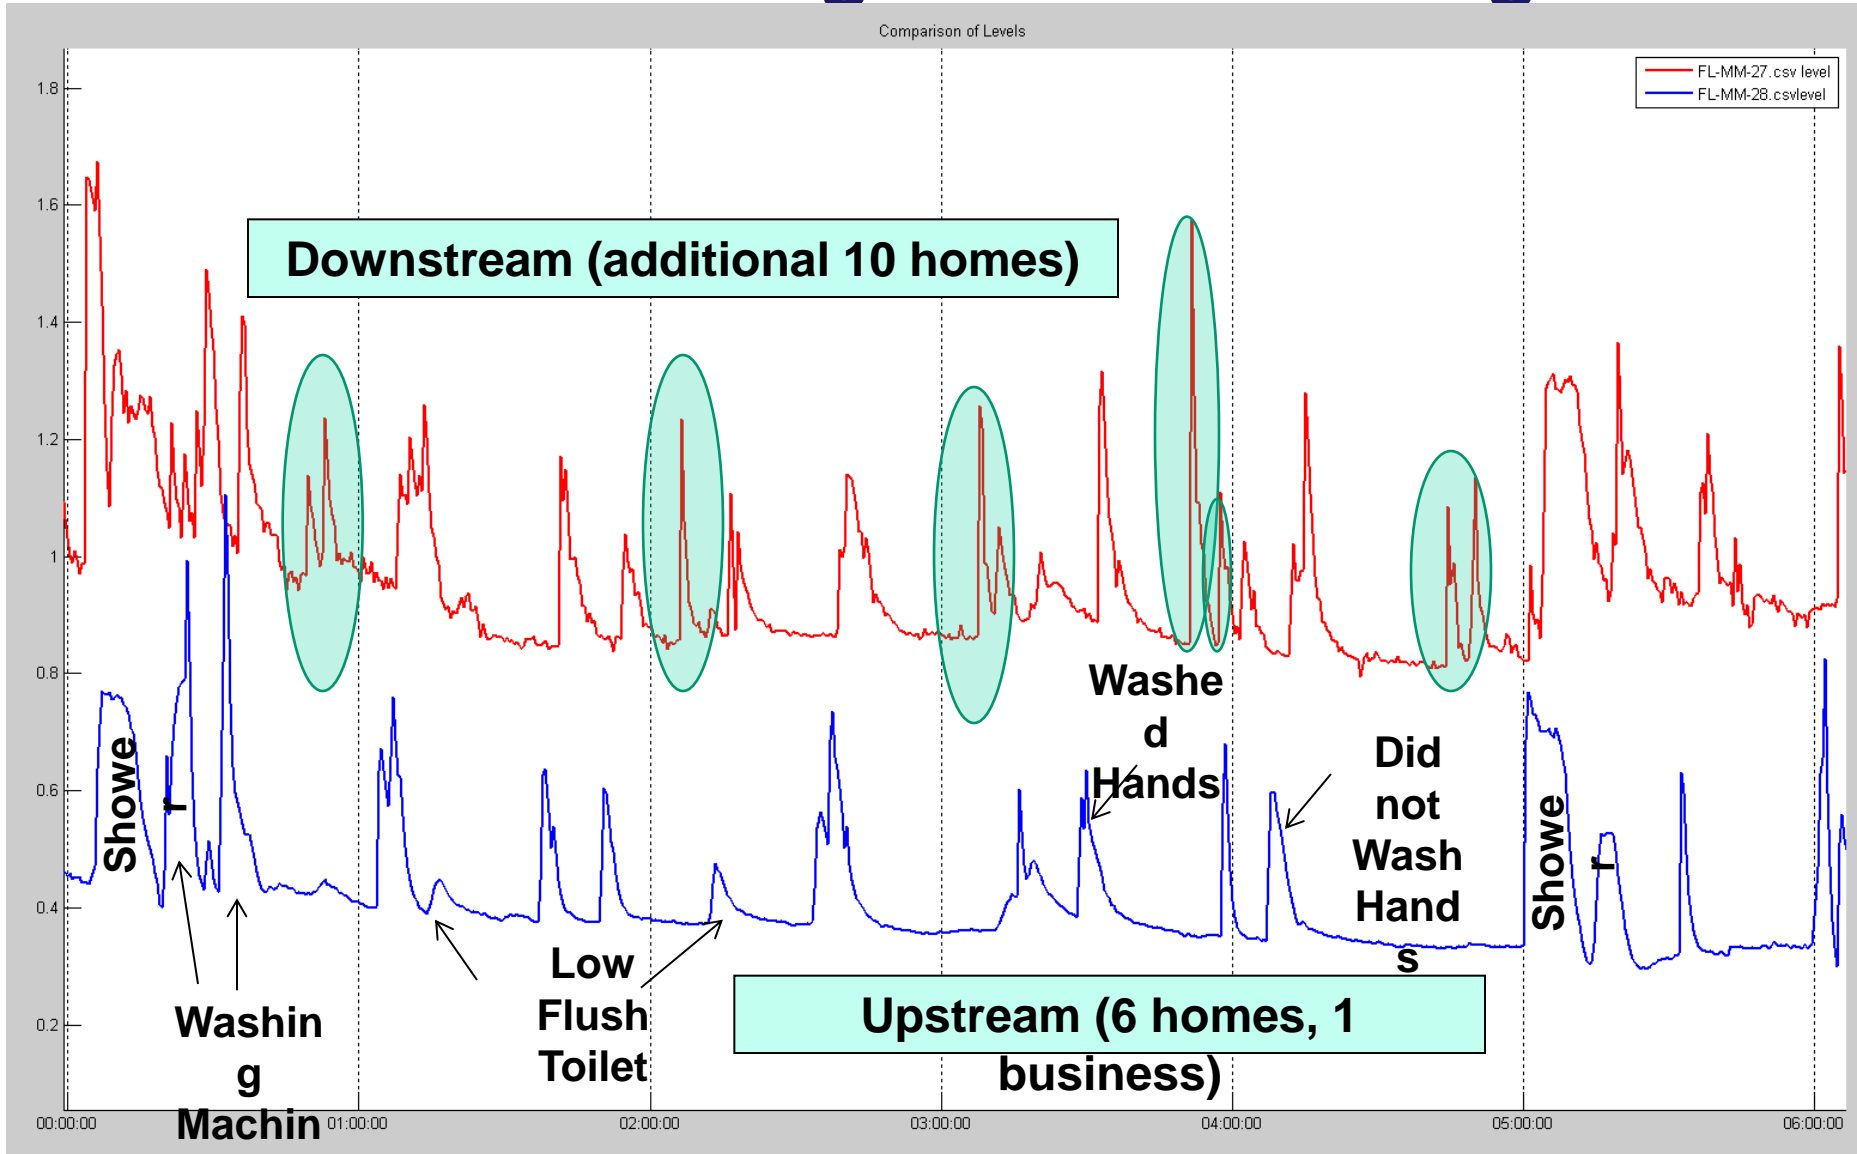 Comparison of Levels
FL-MM-27.csv level
FL-MM-28.csvlevel
1.8
1.6
1.4
1.2
1
0.8
0.6
0.4
0.2
Downstream (additional 10 homes)
Washe
d
Hands
Did
not
Wash
Hand
s
Showe
r
Showe
r
Low
Flush
Toilet
Washin
g
Machin
Upstream (6 homes, 1
business)
00:00:00
01:00:00
02:00:00
03:00:00
04:00:00
05:00:00
06:00:00